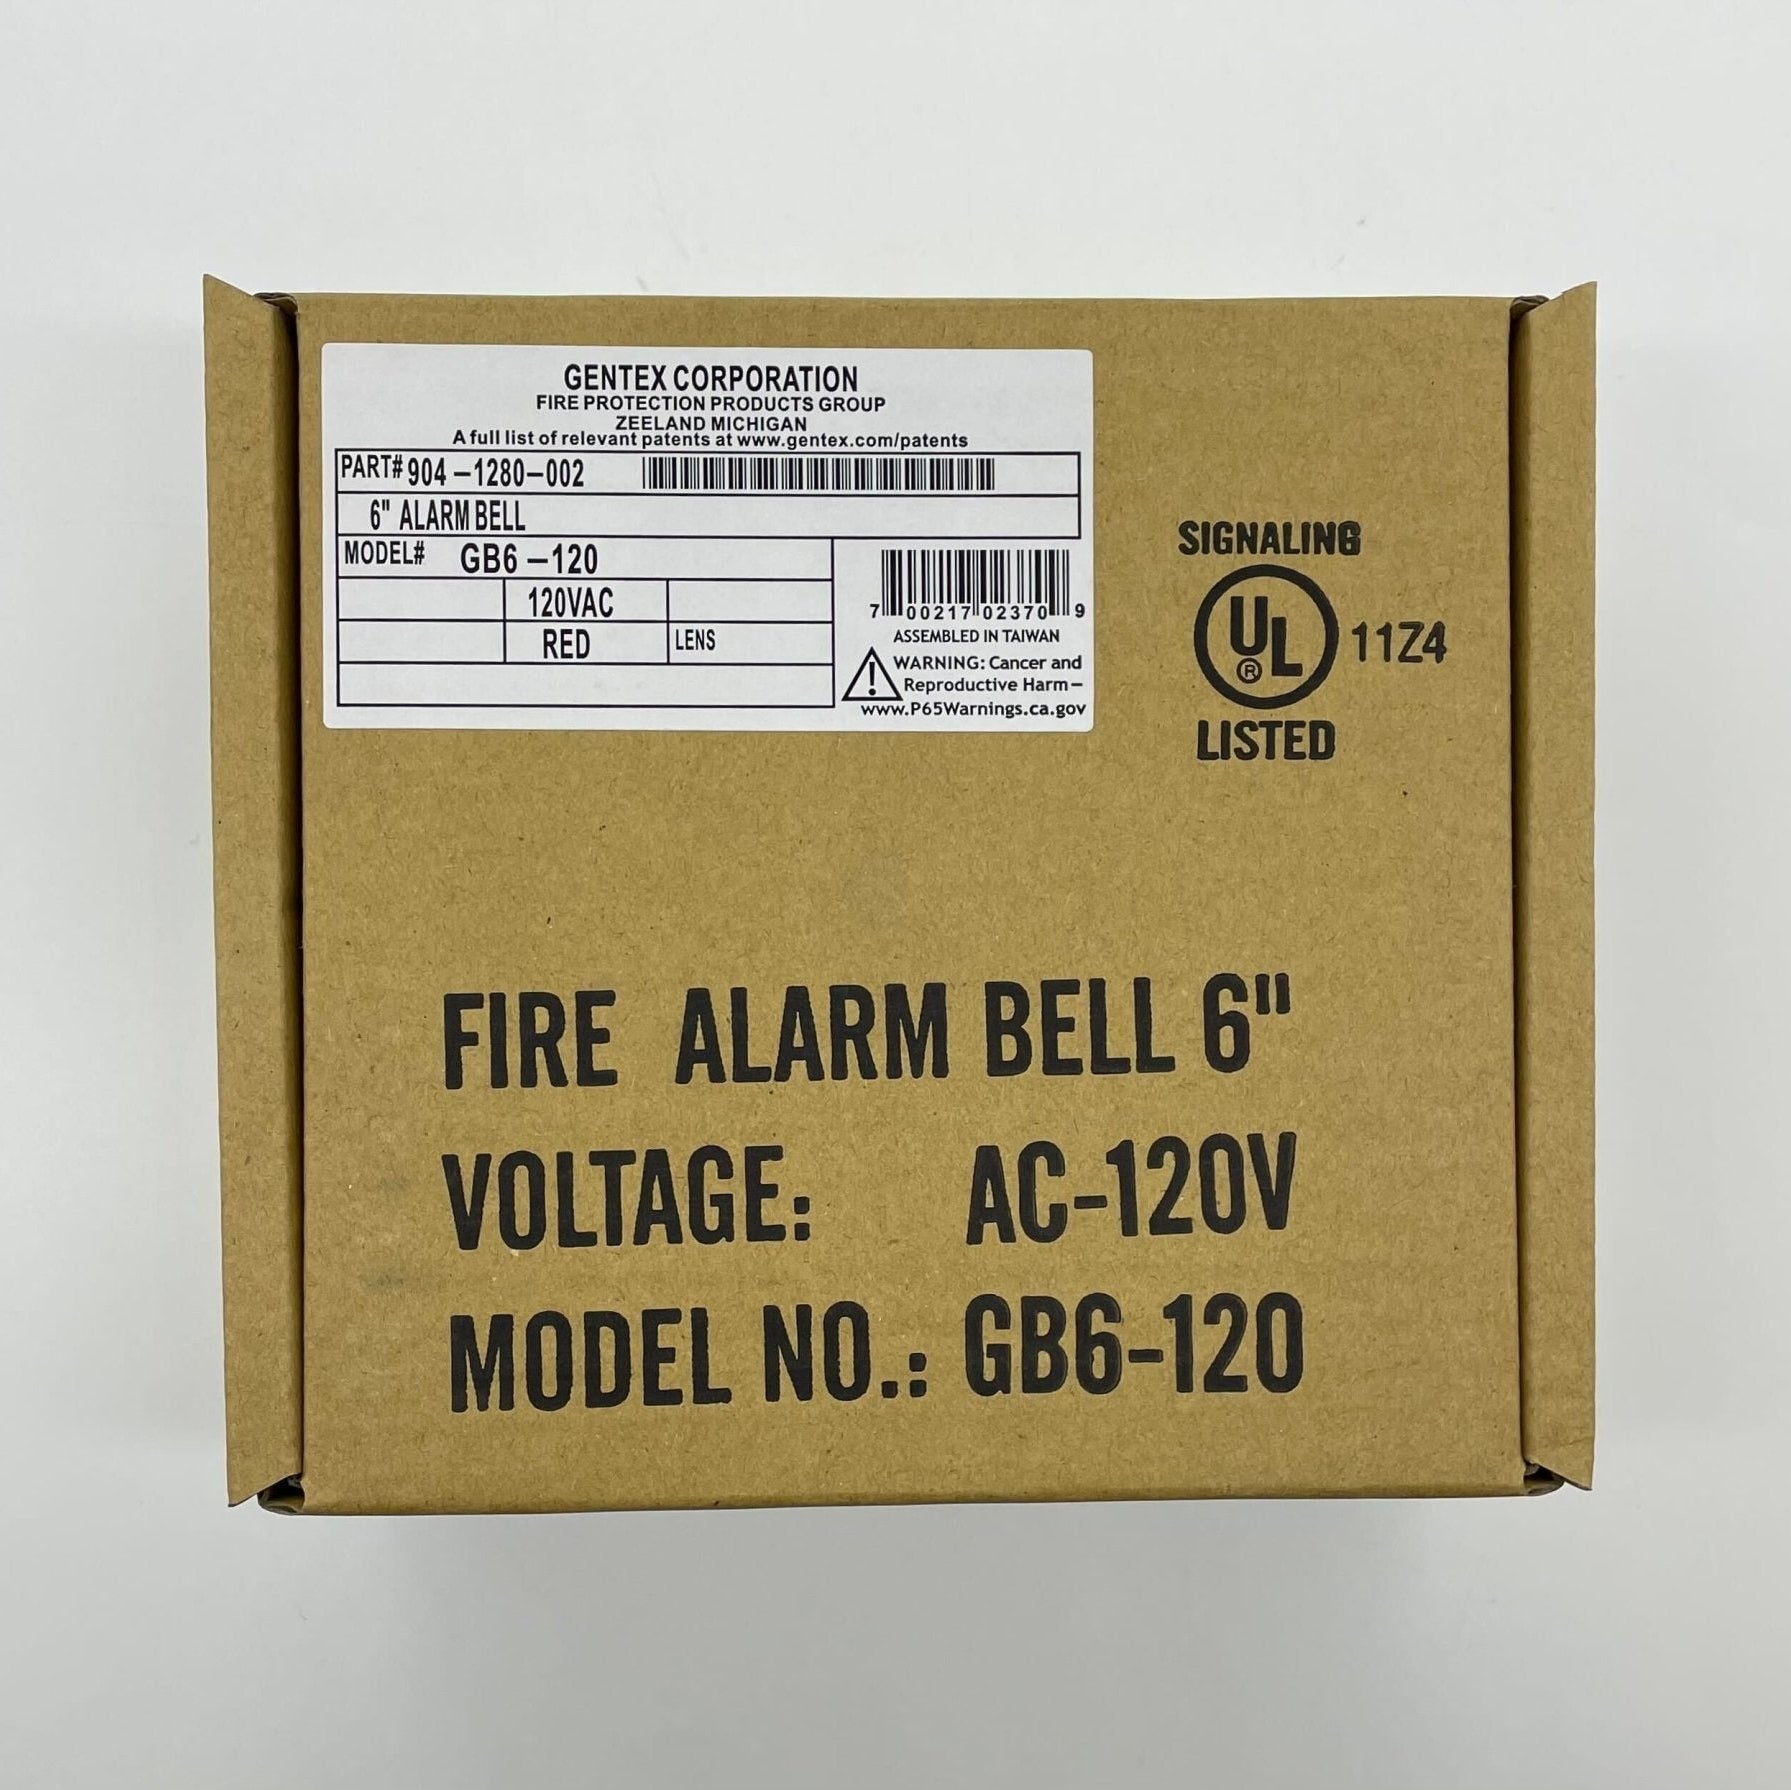 GENTEX CORPORATION
FIRE PROTECTION PRODUCTS GROUP
ZEELAND MICHIGAN
A full list of relevant patents at www.gentex.com/patents
PART# 904-1280-002
6" ALARM BELL
MODEL# GB6-120
120VAC
RED LENS
7 00217 02370 9
ASSEMBLED IN TAIWAN
WARNING: Cancer and
Reproductive Harm-
www.P65Warnings.ca.gov
SIGNALING
UL ® 11Z4
LISTED
FIRE ALARM BELL 6"
VOLTAGE: AC-120V
MODEL NO.: GB6-120